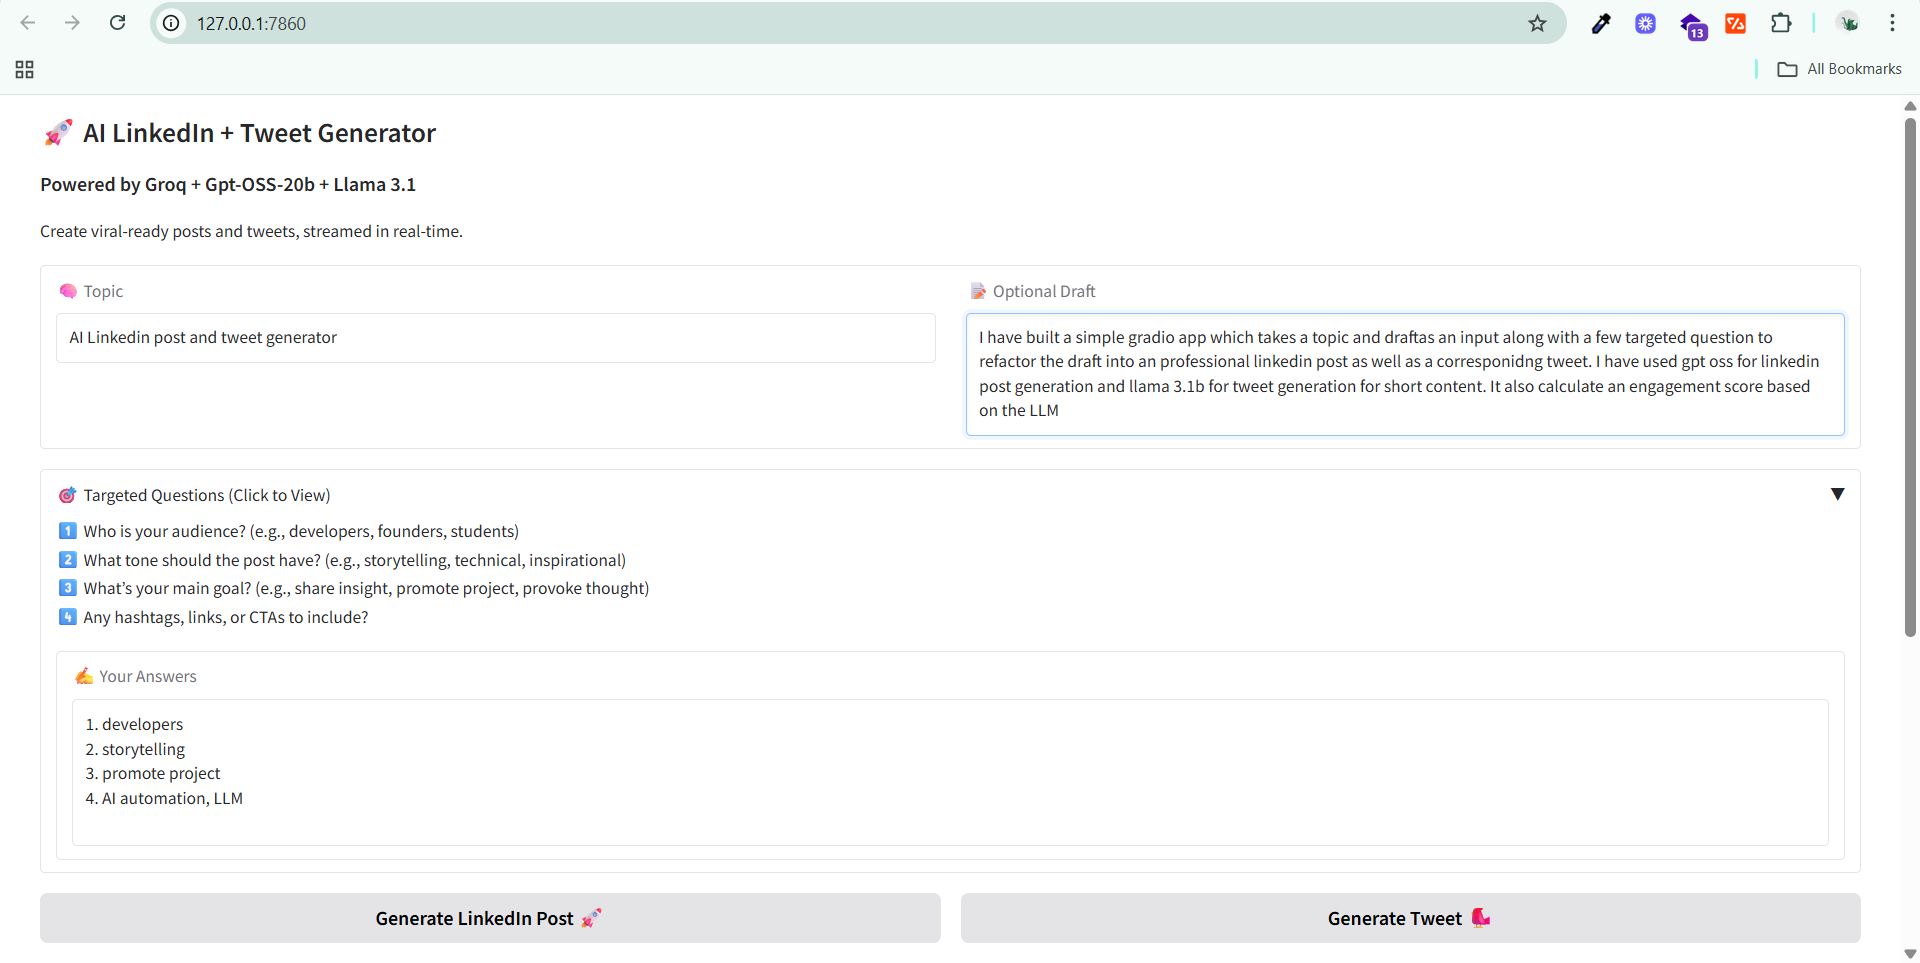 127.0.0.1:7860
13
All Bookmarks
🚀 AI LinkedIn + Tweet Generator
Powered by Groq + Gpt-OSS-20b + Llama 3.1
Create viral-ready posts and tweets, streamed in real-time.
🧠 Topic
AI Linkedin post and tweet generator
📝 Optional Draft
I have built a simple gradio app which takes a topic and draftas an input along with a few targeted question to
refactor the draft into an professional linkedin post as well as a corresponidng tweet. I have used gpt oss for linkedin
post generation and llama 3.1b for tweet generation for short content. It also calculate an engagement score based
on the LLM
🎯 Targeted Questions (Click to View)
1️⃣ Who is your audience? (e.g., developers, founders, students)
2️⃣ What tone should the post have? (e.g., storytelling, technical, inspirational)
3️⃣ What’s your main goal? (e.g., share insight, promote project, provoke thought)
4️⃣ Any hashtags, links, or CTAs to include?
✍️ Your Answers
1. developers
2. storytelling
3. promote project
4. AI automation, LLM
Generate LinkedIn Post 🚀
Generate Tweet